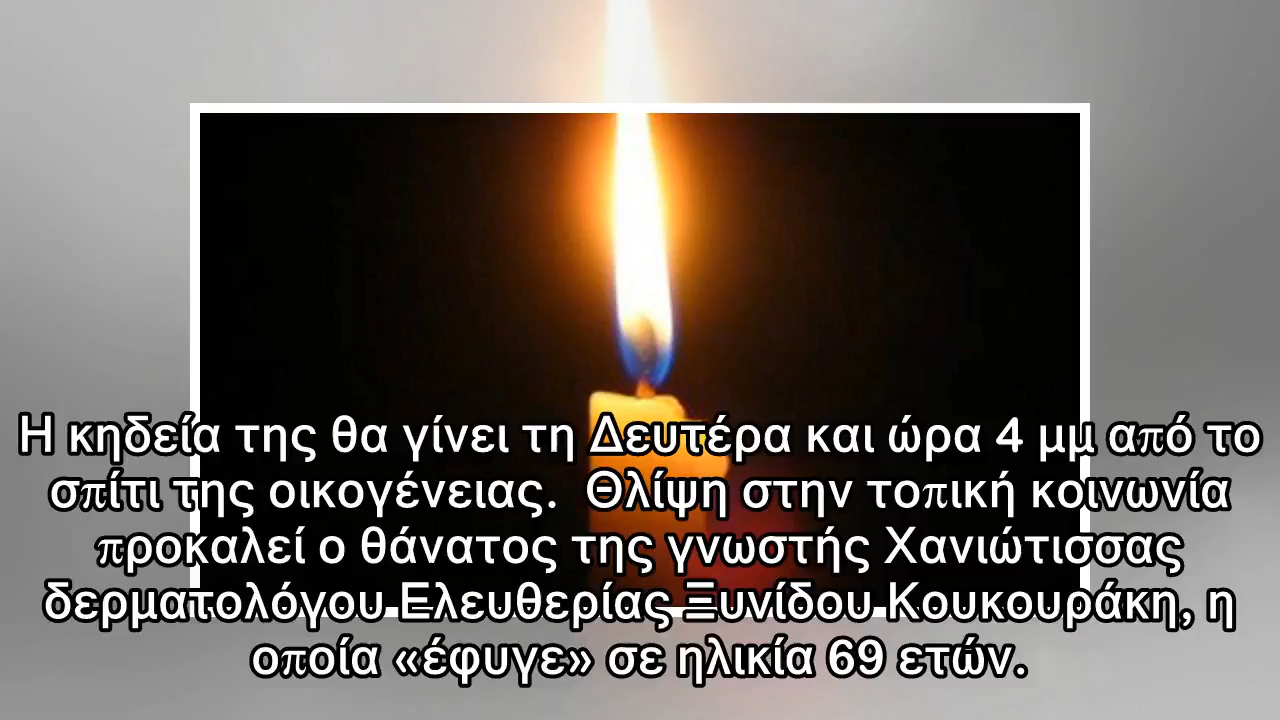 Η κηδεία της θα γίνει τη Δευτέρα και ώρα 4 μμ από το
σπίτι της οικογένειας. Θλίψη στην τοπική κοινωνία
προκαλεί ο θάνατος της γνωστής Χανιώτισσας
δερματολόγου Ελευθερίας Ξυνίδου Κουκουράκη, η
οποία «έφυγε» σε ηλικία 69 ετών.